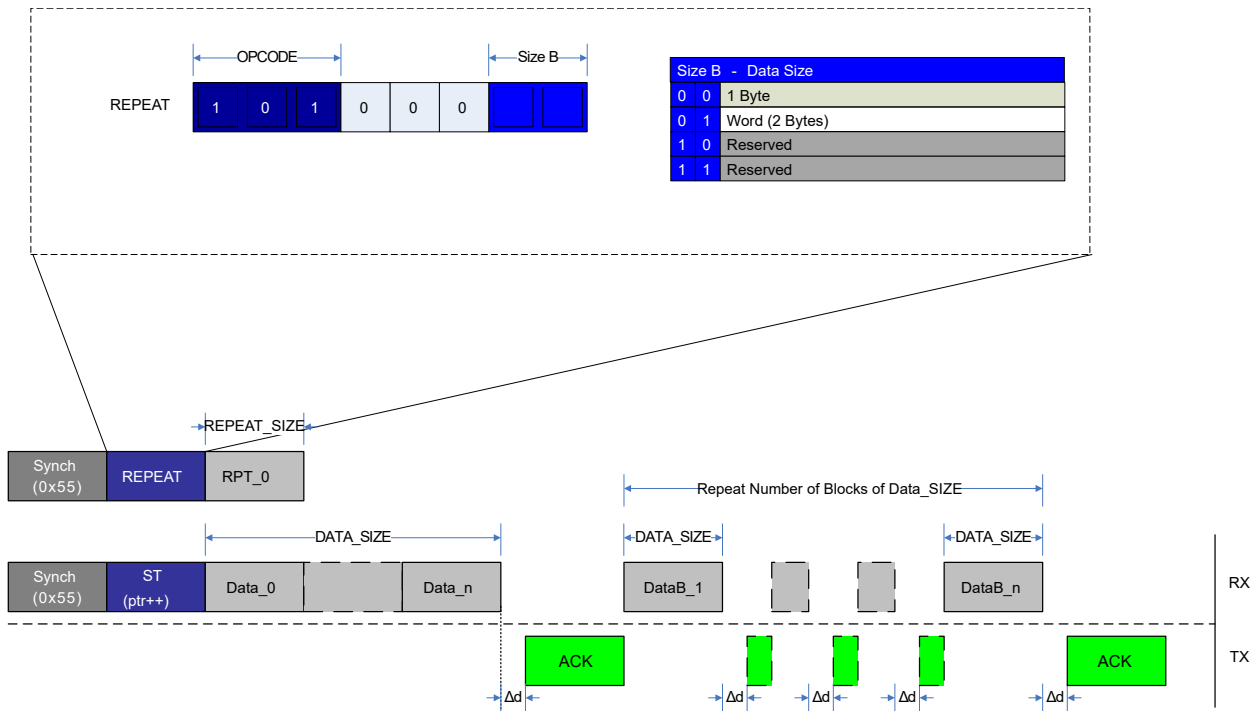 OPCODE
Size B
REPEAT
1 0 1 0 0 0
Size B - Data Size
0 0 1 Byte
0 1 Word (2 Bytes)
1 0 Reserved
1 1 Reserved
REPEAT_SIZE
Synch
(0x55)
REPEAT
RPT_0
Repeat Number of Blocks of Data_SIZE
DATA_SIZE
DATA_SIZE
DATA_SIZE
Synch
(0x55)
ST
(ptr++)
Data_0
Data_n
DataB_1
DataB_n
RX
ACK
ACK
TX
Δd
Δd
Δd
Δd
Δd